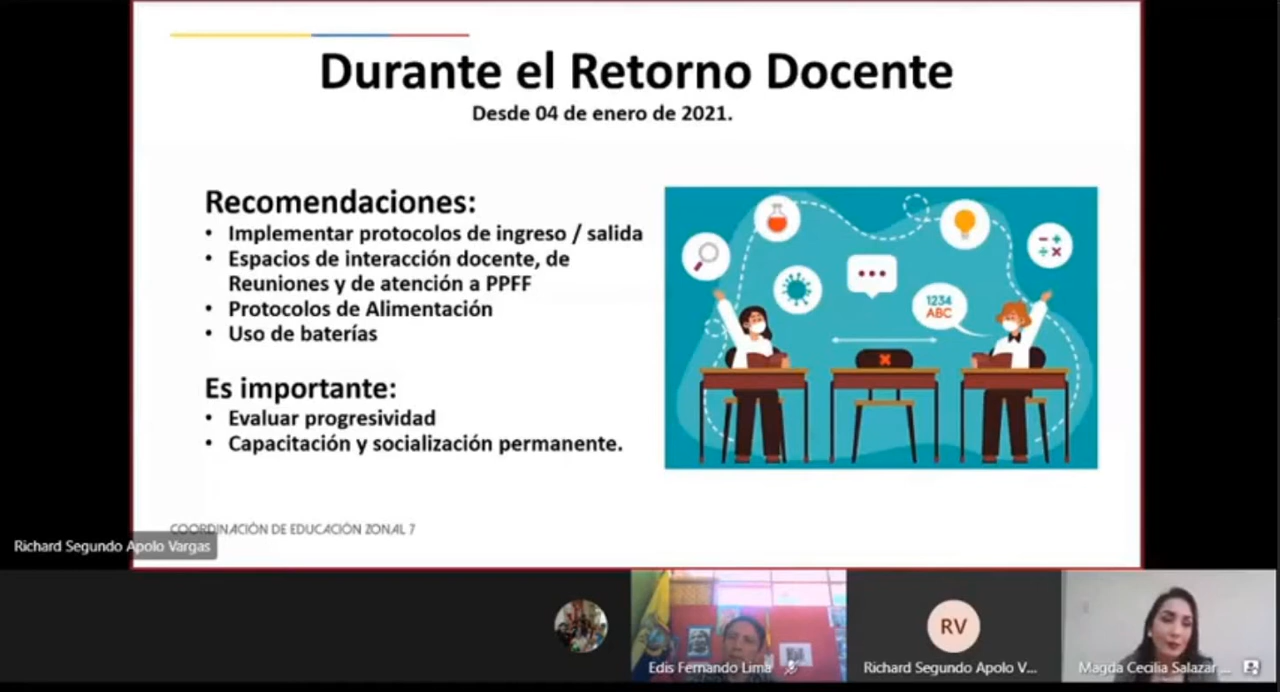 Durante el Retorno Docente
Desde 04 de enero de 2021.
Recomendaciones:
• Implementar protocolos de ingreso / salida
• Espacios de interacción docente, de
Reuniones y de atención a PPFF
• Protocolos de Alimentación
• Uso de baterías
Es importante:
• Evaluar progresividad
• Capacitación y socialización permanente.
1234
ABC
COORDINACIÓN DE EDUCACIÓN ZONAL 7
Richard Segundo Apolo Vargas
RV
Edis Fernando Lima
Richard Segundo Apolo V...
Magda Cecilia Salazar ...